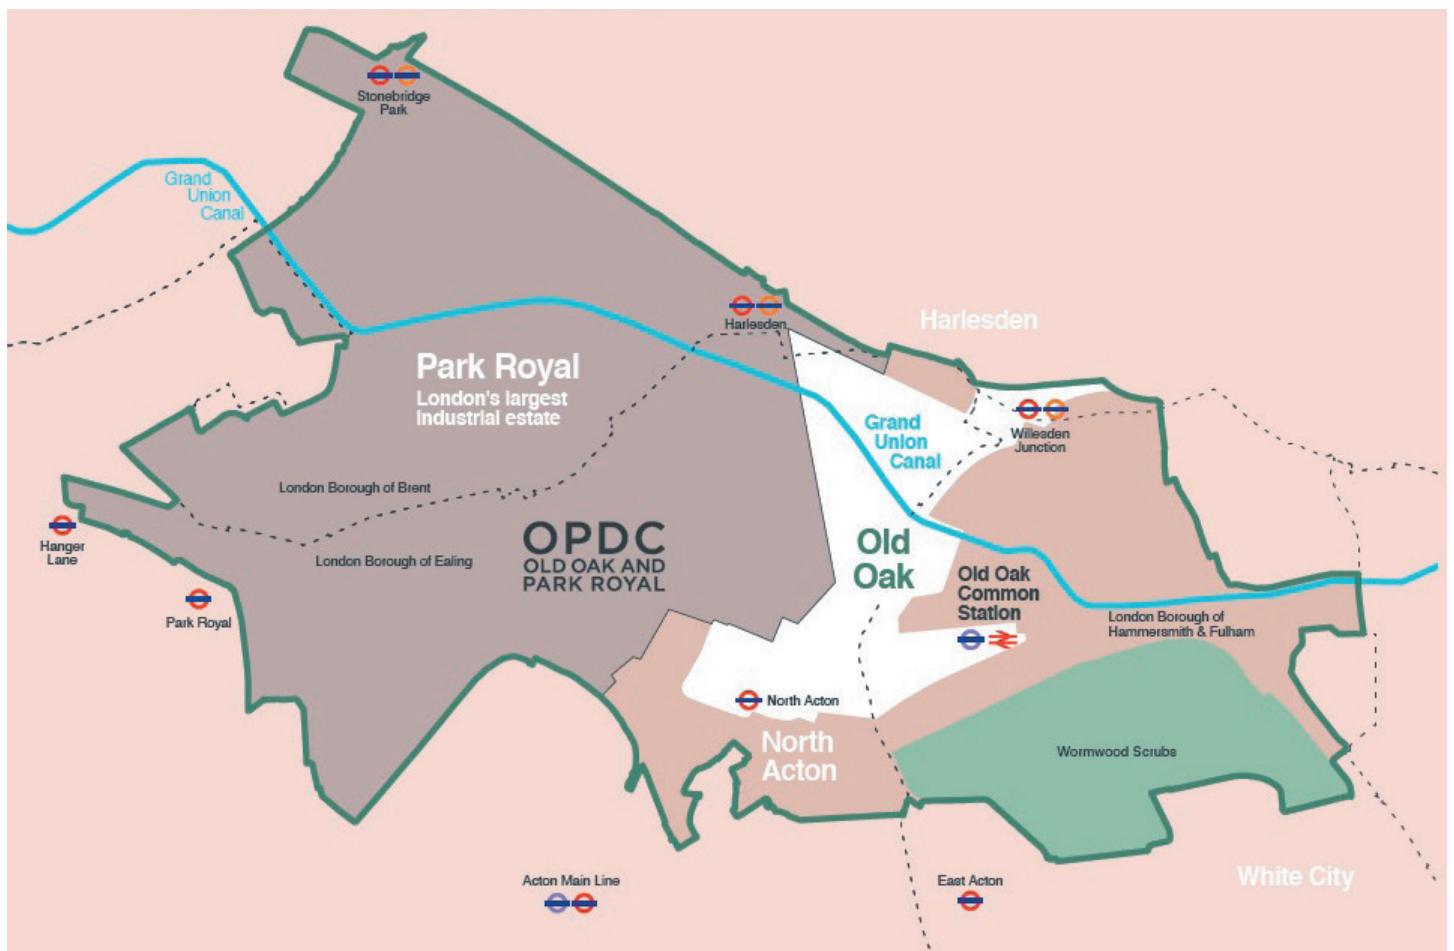 Stonebridge
Park
Grand
Union
Canal
Harlesden
Harlesden
Park Royal
London's largest
industrial estate
Grand
Union
Canal
Willesden
Junction
London Borough of Brent
Hanger
Lane
London Borough of Ealing
OPDC
OLD OAK AND
PARK ROYAL
Old
Oak
Old Oak
Common
Station
Park Royal
London Borough of
Hammersmith & Fulham
North Acton
North
Acton
Wormwood Scrubs
Acton Main Line
East Acton
White City